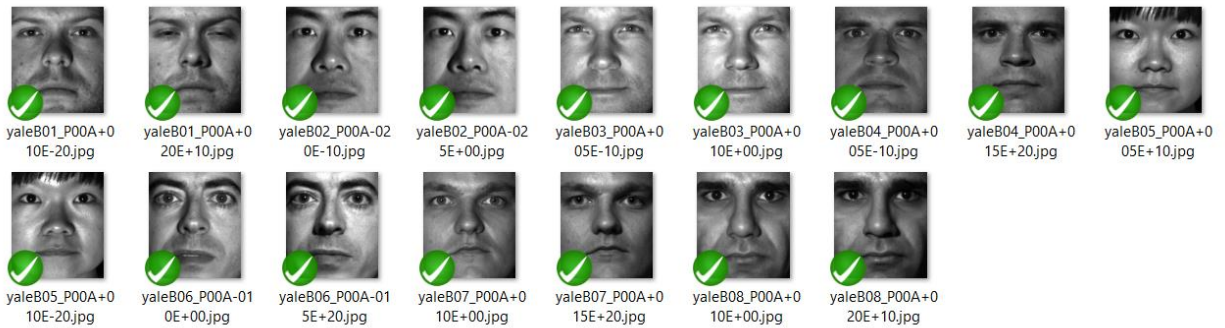 yaleB01_P00A+0
10E-20.jpg
yaleB01_P00A+0
20E+10.jpg
yaleB02_P00A-02
0E-10.jpg
yaleB02_P00A-02
5E+00.jpg
yaleB03_P00A+0
05E-10.jpg
yaleB03_P00A+0
10E+00.jpg
yaleB04_P00A+0
05E-10.jpg
yaleB04_P00A+0
15E+20.jpg
yaleB05_P00A+0
05E+10.jpg
yaleB05_P00A+0
10E-20.jpg
yaleB06_P00A-01
0E+00.jpg
yaleB06_P00A-01
5E+20.jpg
yaleB07_P00A+0
10E+00.jpg
yaleB07_P00A+0
15E+20.jpg
yaleB08_P00A+0
10E+00.jpg
yaleB08_P00A+0
20E+10.jpg